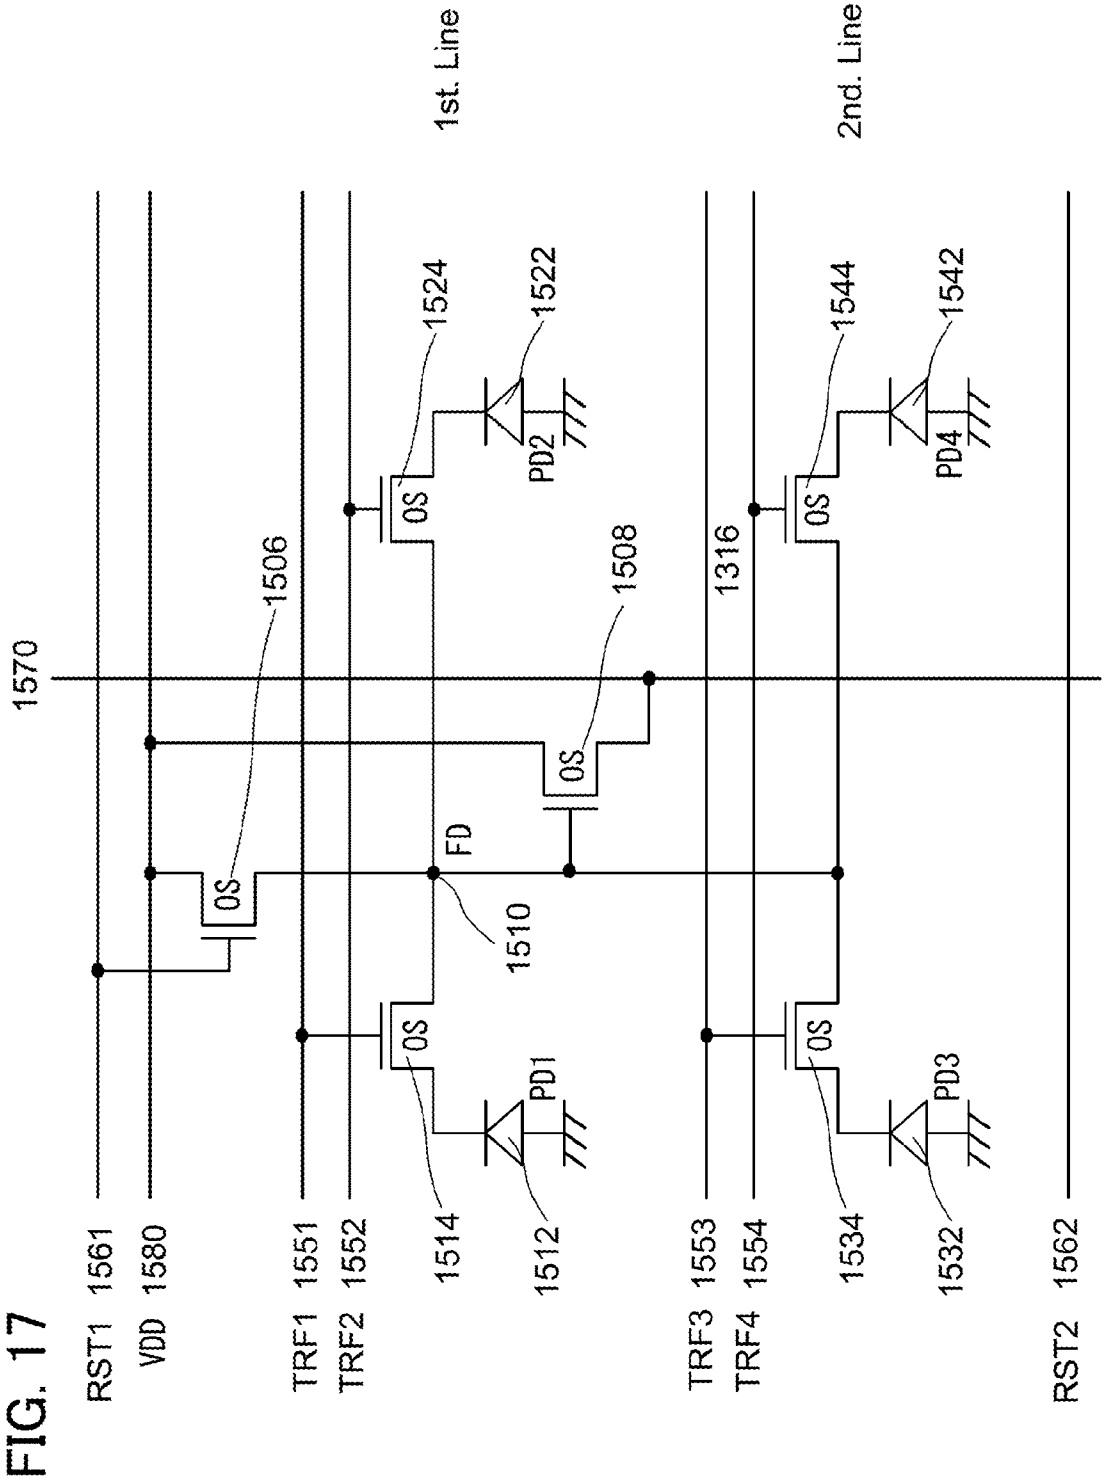 FIG. 17
RST1 1561
VDD 1580
TRF1 1551
TRF2 1552
1514
1512
TRF3 1553
TRF4 1554
1534
1532
RST2 1562
OS
PD1
OS
PD3
1510
OS
FD
OS
1570
1506
1508
1316
OS
PD2
OS
PD4
1524
1522
1544
1542
1st. Line
2nd. Line